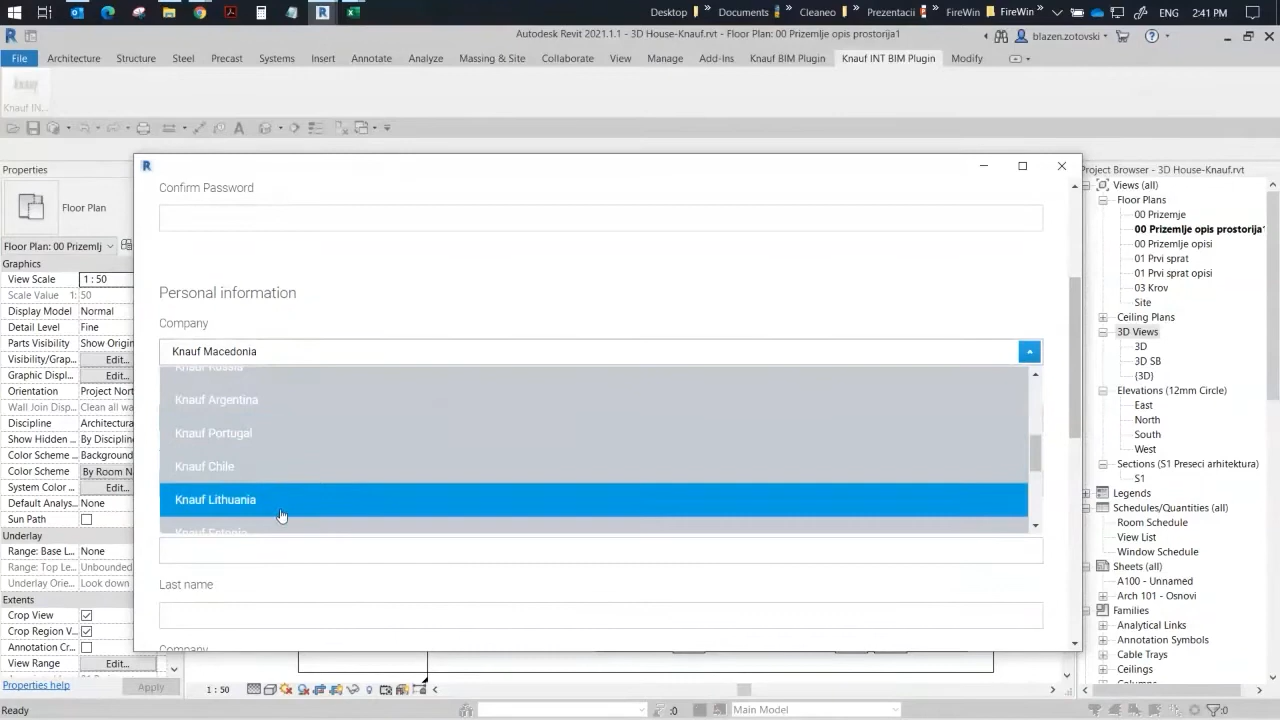 Desktop » Documents » Cleaneo » Prezentacii » FireWin FireWin ENG 2:41 PM
Autodesk Revit 2021.1.1 - 3D House-Knauf.rvt - Floor Plan: 00 Prizemlje opis prostorija1
blazen.zotovski
File Architecture Structure Steel Precast Systems Insert Annotate Analyze Massing & Site Collaborate View Manage Add-Ins Knauf BIM Plugin Knauf INT BIM Plugin Modify
Knauf IN...
Properties
Floor Plan
Floor Plan: 00 Prizemlj
Graphics
View Scale 1 : 50
Scale Value 1: 50
Display Model Normal
Detail Level Fine
Parts Visibility Show Origin
Visibility/Grap... Edit...
Graphic Displ... Edit...
Orientation Project Nort
Wall Join Disp... Clean all wa
Discipline Architectura
Show Hidden ... By Disciplin
Color Scheme ... Background
Color Scheme By Room N
System Color ... Edit...
Default Analys... None
Sun Path
Underlay
Range: Base L... None
Range: Top Le... Unbounded
Underlay Orie... Look down
Extents
Crop View
Crop Region V...
Annotation Cr...
View Range Edit...
Properties help Apply
Confirm Password
Personal information
Company
Knauf Macedonia
Knauf Russia
Knauf Argentina
Knauf Portugal
Knauf Chile
Knauf Lithuania
Knauf Estonia
Last name
Company
Project Browser - 3D House-Knauf.rvt
Views (all)
Floor Plans
00 Prizemje
00 Prizemlje opis prostorija1
00 Prizemlje opisi
01 Prvi sprat
01 Prvi sprat opisi
03 Krov
Site
Ceiling Plans
3D Views
3D
3D SB
{3D}
Elevations (12mm Circle)
East
North
South
West
Sections (S1 Preseci arhitektura)
S1
Legends
Schedules/Quantities (all)
Room Schedule
View List
Window Schedule
Sheets (all)
A100 - Unnamed
Arch 101 - Osnovi
Families
Analytical Links
Annotation Symbols
Cable Trays
Ceilings
1 : 50
Ready :0 Main Model :0